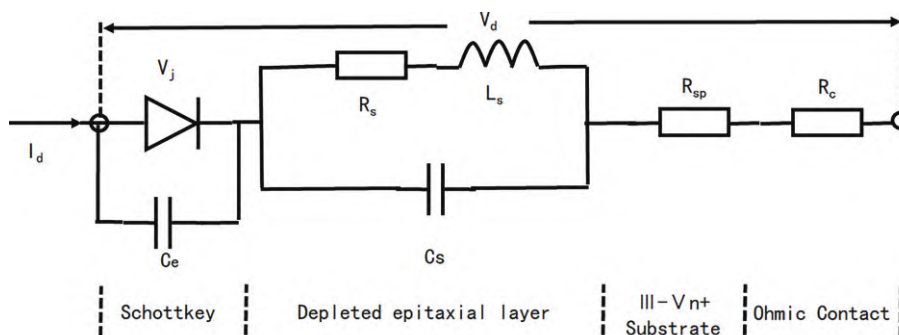 V_d
V_j
R_s
L_s
R_sp
R_c
I_d
C_e
Cs
Schottkey
Depleted epitaxial layer
III-V n+
Substrate
Ohmic Contact